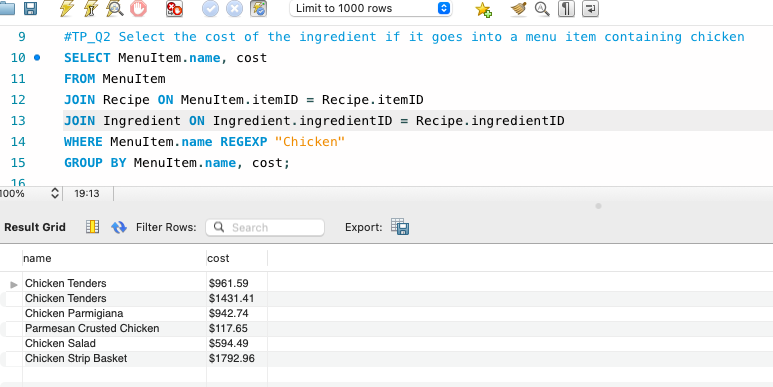 Limit to 1000 rows
9 #TP_Q2 Select the cost of the ingredient if it goes into a menu item containing chicken
10 SELECT MenuItem.name, cost
11 FROM MenuItem
12 JOIN Recipe ON MenuItem.itemID = Recipe.itemID
13 JOIN Ingredient ON Ingredient.ingredientID = Recipe.ingredientID
14 WHERE MenuItem.name REGEXP "Chicken"
15 GROUP BY MenuItem.name, cost;
16
100% 19:13
Result Grid Filter Rows: Search Export:
name cost
Chicken Tenders $961.59
Chicken Tenders $1431.41
Chicken Parmigiana $942.74
Parmesan Crusted Chicken $117.65
Chicken Salad $594.49
Chicken Strip Basket $1792.96